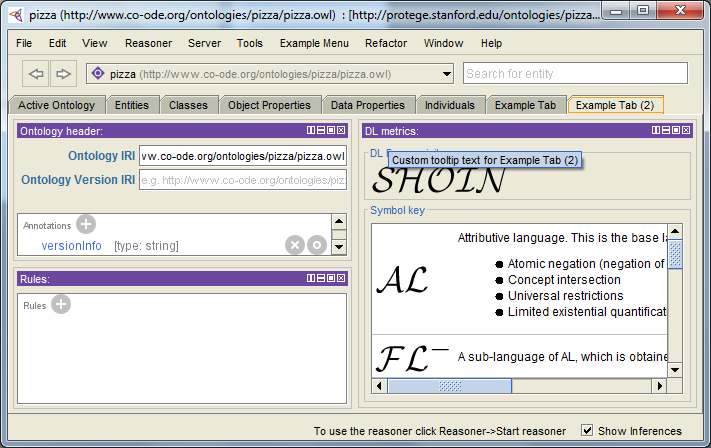 pizza (http://www.co-ode.org/ontologies/pizza/pizza.owl) : [http://protege.stanford.edu/ontologies/pizza...
File Edit View Reasoner Server Tools Example Menu Refactor Window Help
pizza (http://www.co-ode.org/ontologies/pizza/pizza.owl) Search for entity
Active Ontology Entities Classes Object Properties Data Properties Individuals Example Tab Example Tab (2)
Ontology header:
Ontology IRI vw.co-ode.org/ontologies/pizza/pizza.owl
Ontology Version IRI e.g. http://www.co-ode.org/ontologies/pizz
Annotations
versionInfo [type: string]
Rules:
Rules
DL metrics:
DL
Custom tooltip text for Example Tab (2)
SHOIN
Symbol key
Attributive language. This is the base la
AL
Atomic negation (negation of
Concept intersection
Universal restrictions
Limited existential quantificat
FL⁻ A sub-language of AL, which is obtaine
To use the reasoner click Reasoner->Start reasoner Show Inferences